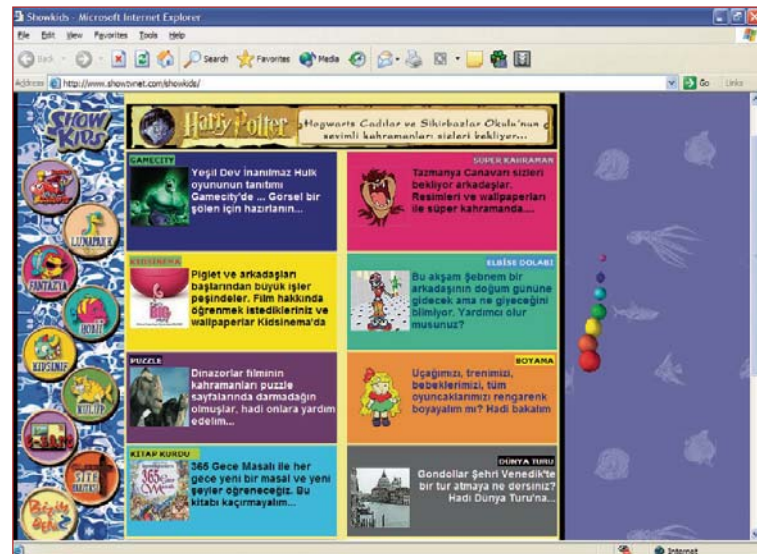 Showkids - Microsoft Internet Explorer
File Edit View Favorites Tools Help
Back Search Favorites Media
Address http://www.showtvnet.com/showkids/ Go Links
SHOW
KIDS
LUNAPARK
FANTAZYA
HOBİT
KIDSINIF
KULÜP
E-KART
SİTE
HARİTASI
Harry Potter
Hogwarts Cadılar ve Sihirbazlar Okulu'nun
sevimli kahramanları sizleri bekliyor...
GAMECITY
Yeşil Dev İnanılmaz Hulk
oyununun tanıtımı
Gamecity'de ... Görsel bir
şölen için hazırlanın...
SÜPER KAHRAMAN
Tazmanya Canavarı sizleri
bekliyor arkadaşlar.
Resimleri ve wallpaperları
ile süper kahramanda....
KIDSINEMA
BIG
Piglet ve arkadaşları
başlarından büyük işler
peşindeler. Film hakkında
öğrenmek istedikleriniz ve
wallpaperlar Kidsinema'da
ELBİSE DOLABI
Bu akşam Şebnem bir
arkadaşının doğum gününe
gidecek ama ne giyeceğini
bilmiyor. Yardımcı olur
musunuz?
PUZZLE
Dinazorlar filminin
kahramanları puzzle
sayfalarında darmadağın
olmuşlar, hadi onlara yardım
edelim...
BOYAMA
Uçağımızı, trenimizi,
bebeklerimizi, tüm
oyuncaklarımızı rengarenk
boyayalım mı? Hadi bakalım
KİTAP KURDU
365
365 Gece Masalı ile her
gece yeni bir masal ve yeni
şeyler öğreneceğiz. Bu
kitabı kaçırmayalım...
DÜNYA TURU
Gondollar Şehri Venedik'te
bir tur atmaya ne dersiniz?
Hadi Dünya Turu'na...
Internet